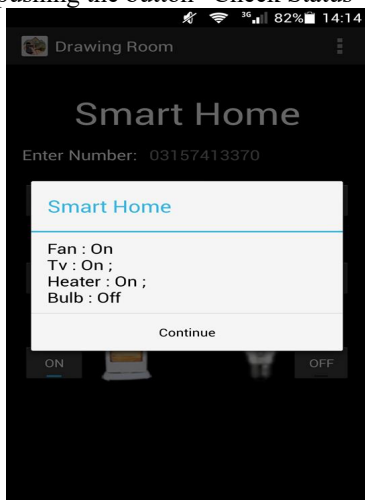 pushing the button "Check Status"
3G 82% 14:14
Drawing Room
Smart Home
Enter Number: 03157413370
Smart Home
Fan : On
Tv : On ;
Heater : On ;
Bulb : Off
Continue
ON OFF